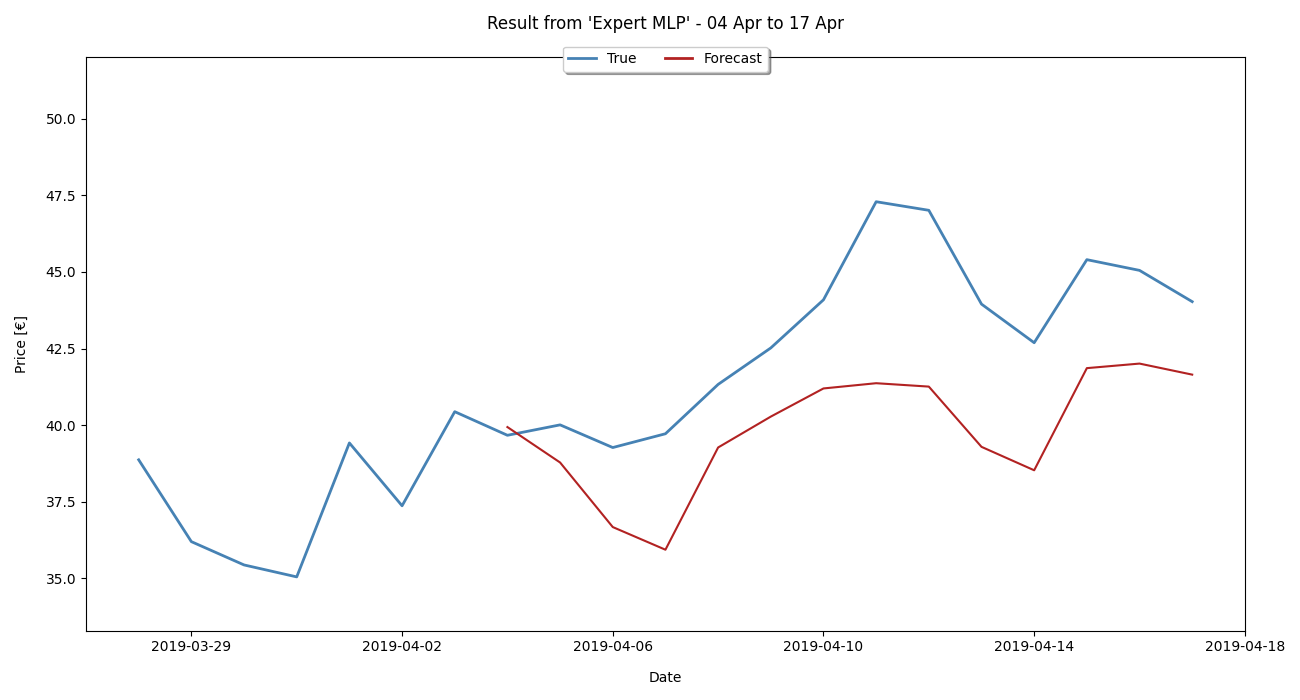 Result from 'Expert MLP' - 04 Apr to 17 Apr
True Forecast
50.0
47.5
45.0
42.5
40.0
37.5
35.0
Price [€]
2019-03-29 2019-04-02 2019-04-06 2019-04-10 2019-04-14 2019-04-18
Date